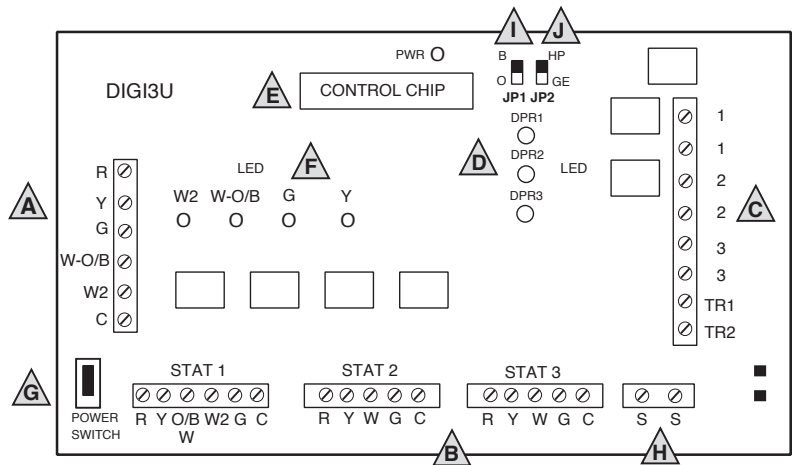 I J
PWR
B HP
O GE
JP1 JP2
DIGI3U
E
CONTROL CHIP
DPR1
D
DPR2
DPR3
LED
1
1
2
2
3
3
TR1
TR2
C
LED
F
W2 W-O/B G Y
A
R
Y
G
W-O/B
W2
C
G
POWER
SWITCH
STAT 1
R Y O/B W2 G C
W
STAT 2
R Y W G C
B
STAT 3
R Y W G C
S S
H